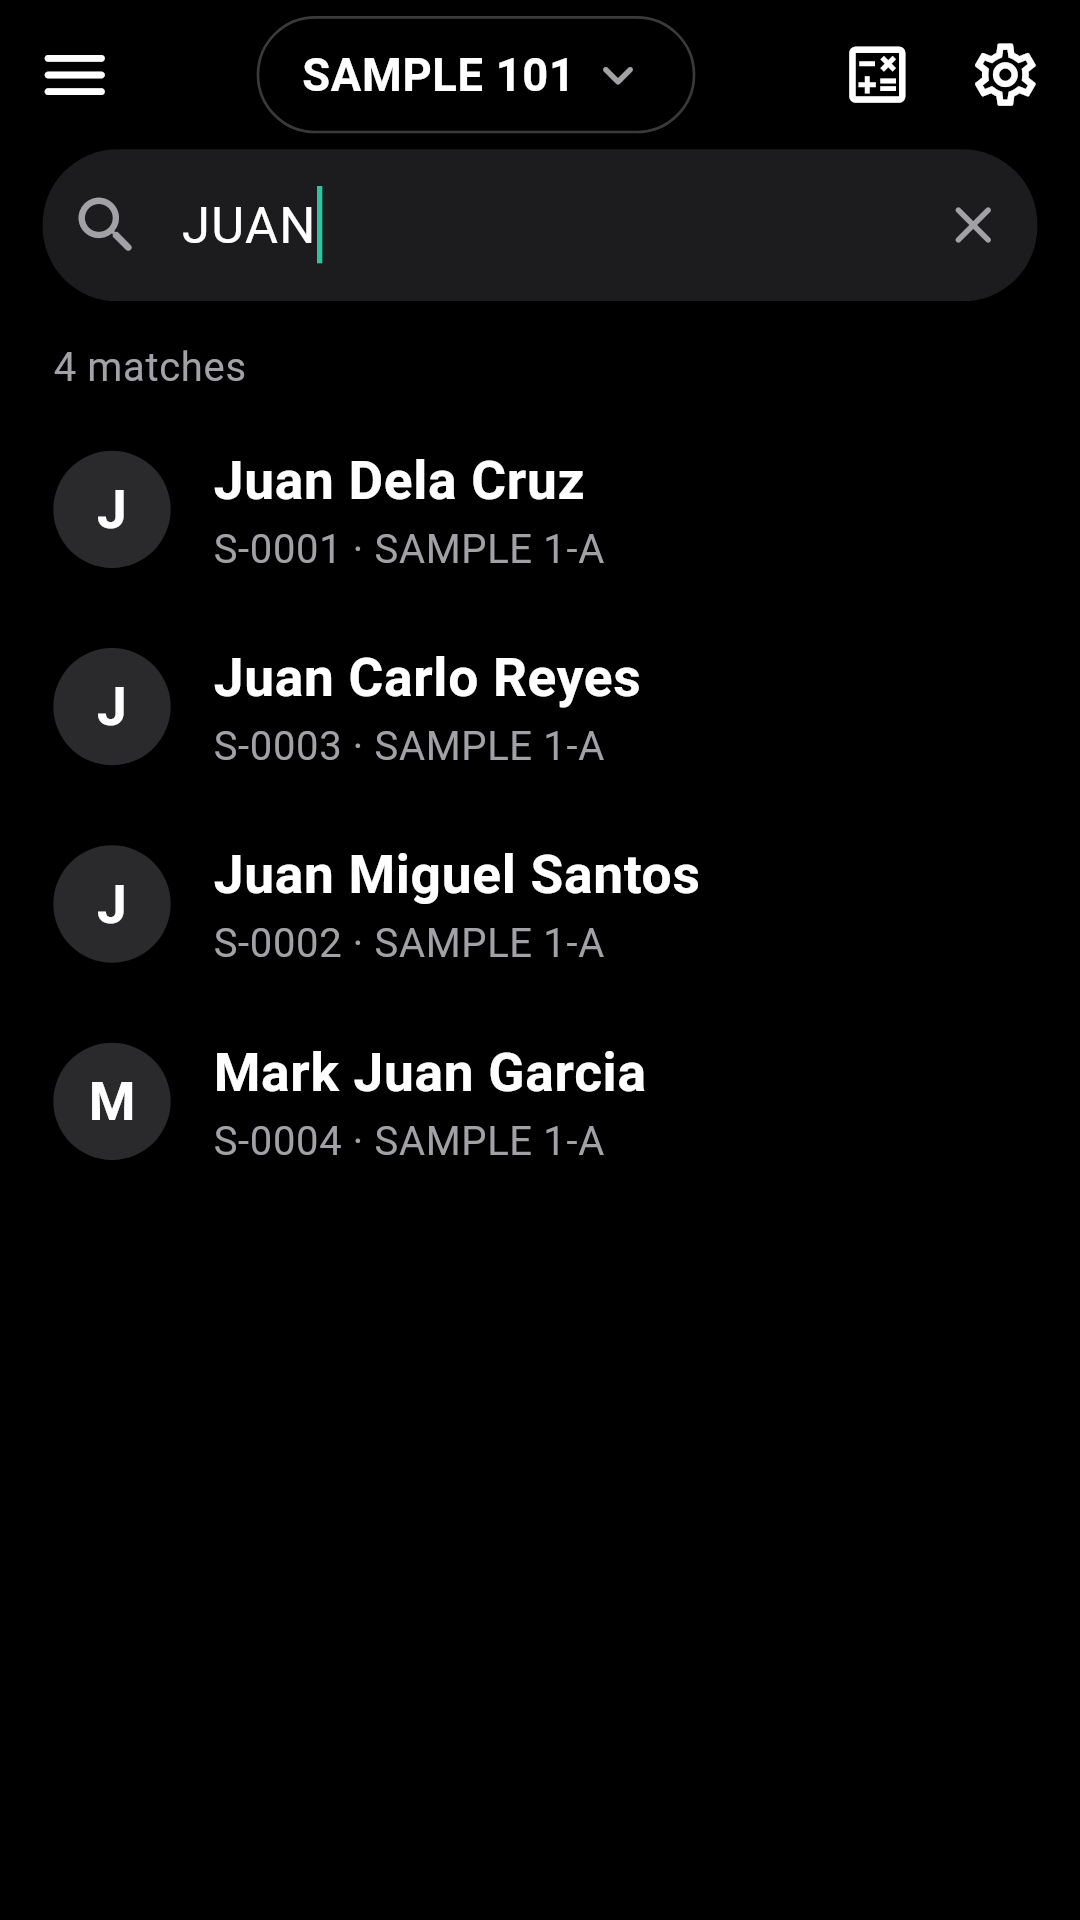 SAMPLE 101
JUAN
4 matches
J
Juan Dela Cruz
S-0001 · SAMPLE 1-A
J
Juan Carlo Reyes
S-0003 · SAMPLE 1-A
J
Juan Miguel Santos
S-0002 · SAMPLE 1-A
M
Mark Juan Garcia
S-0004 · SAMPLE 1-A